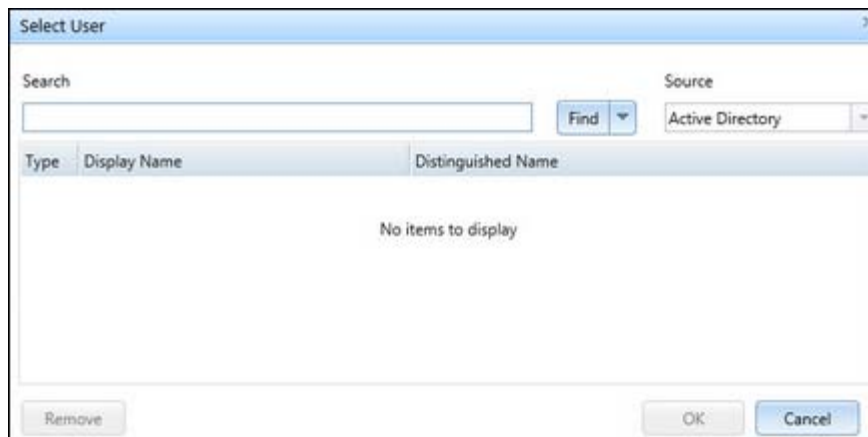 Select User
Search
Source
Find
Active Directory
Type
Display Name
Distinguished Name
No items to display
Remove
OK
Cancel